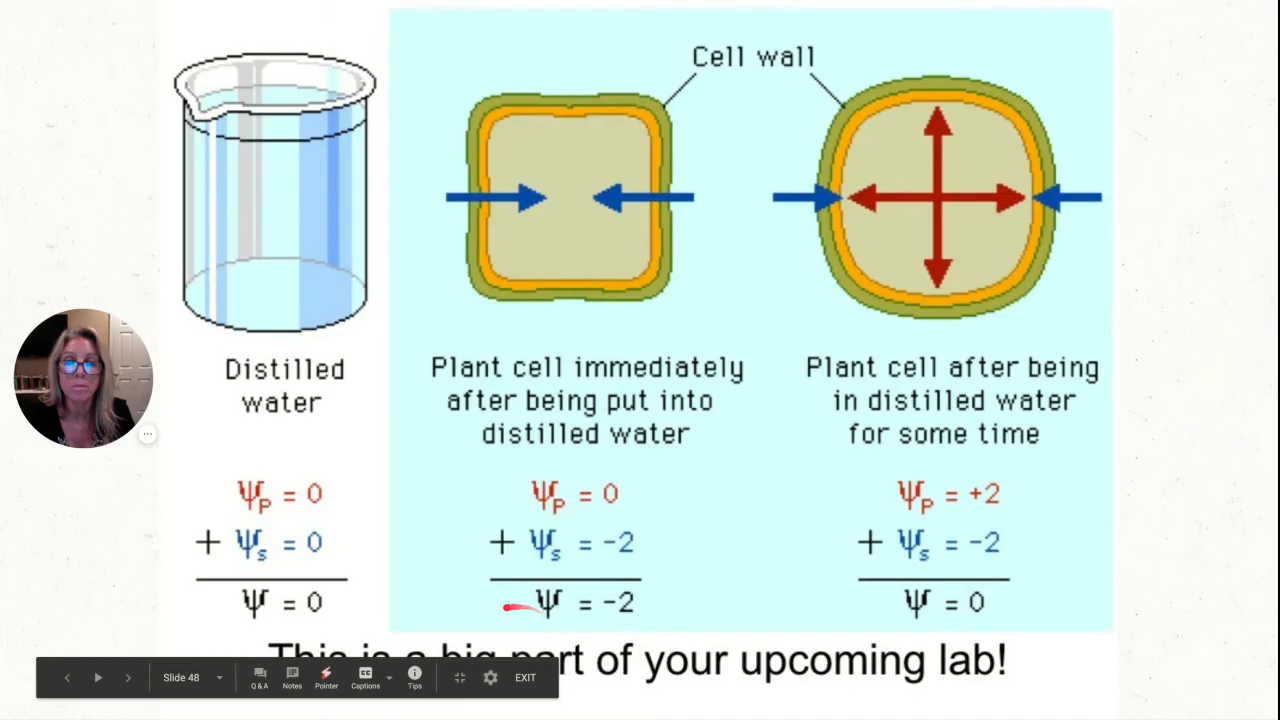 Cell wall
Distilled
water
Plant cell immediately
after being put into
distilled water
Plant cell after being
in distilled water
for some time
ΨP = 0
+ Ψs = 0
Ψ = 0
ΨP = 0
+ Ψs = -2
Ψ = -2
ΨP = +2
+ Ψs = -2
Ψ = 0
This is a big part of your upcoming lab!
Slide 48
Q & A
Notes
Pointer
CC
Captions
Tips
EXIT